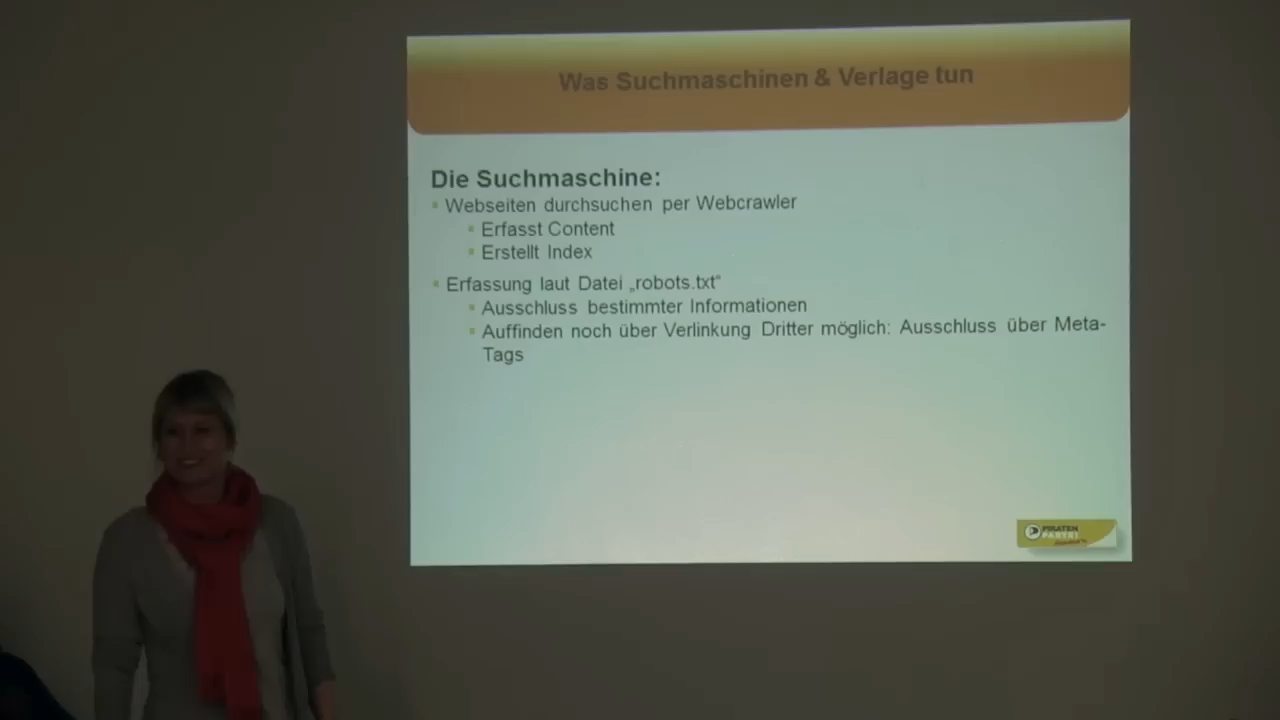 Was Suchmaschinen & Verlage tun
Die Suchmaschine:
Webseiten durchsuchen per Webcrawler
Erfasst Content
Erstellt Index
Erfassung laut Datei „robots.txt“
Ausschluss bestimmter Informationen
Auffinden noch über Verlinkung Dritter möglich: Ausschluss über Meta-
Tags
PIRATEN
PARTEI